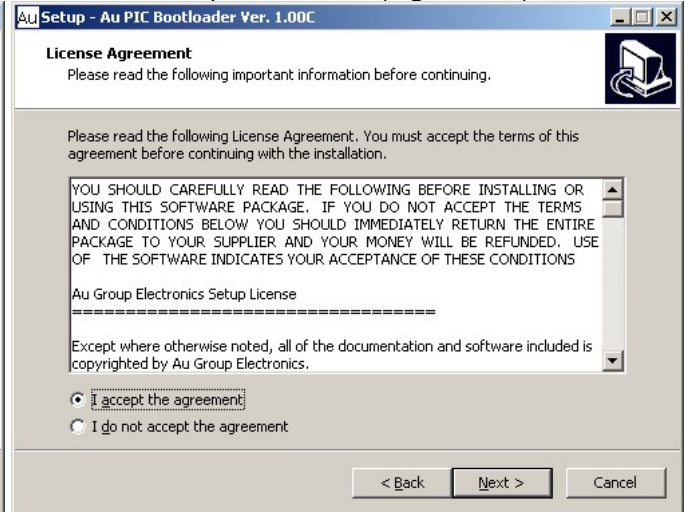 Au Setup - Au PIC Bootloader Ver. 1.00C
License Agreement
Please read the following important information before continuing.
Please read the following License Agreement. You must accept the terms of this
agreement before continuing with the installation.
YOU SHOULD CAREFULLY READ THE FOLLOWING BEFORE INSTALLING OR
USING THIS SOFTWARE PACKAGE. IF YOU DO NOT ACCEPT THE TERMS
AND CONDITIONS BELOW YOU SHOULD IMMEDIATELY RETURN THE ENTIRE
PACKAGE TO YOUR SUPPLIER AND YOUR MONEY WILL BE REFUNDED. USE
OF THE SOFTWARE INDICATES YOUR ACCEPTANCE OF THESE CONDITIONS
Au Group Electronics Setup License
===================================
Except where otherwise noted, all of the documentation and software included is
copyrighted by Au Group Electronics.
I accept the agreement
I do not accept the agreement
< Back Next > Cancel